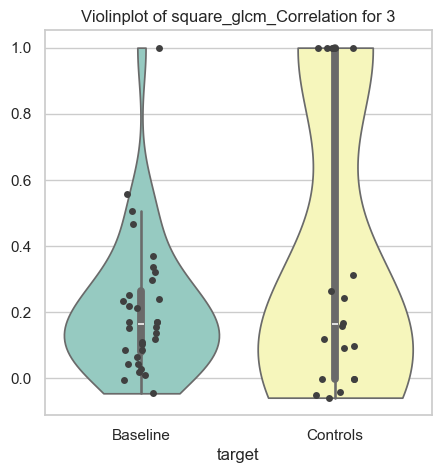 Violinplot of square_glcm_Correlation for 3
1.0
0.8
0.6
0.4
0.2
0.0
Baseline
Controls
target